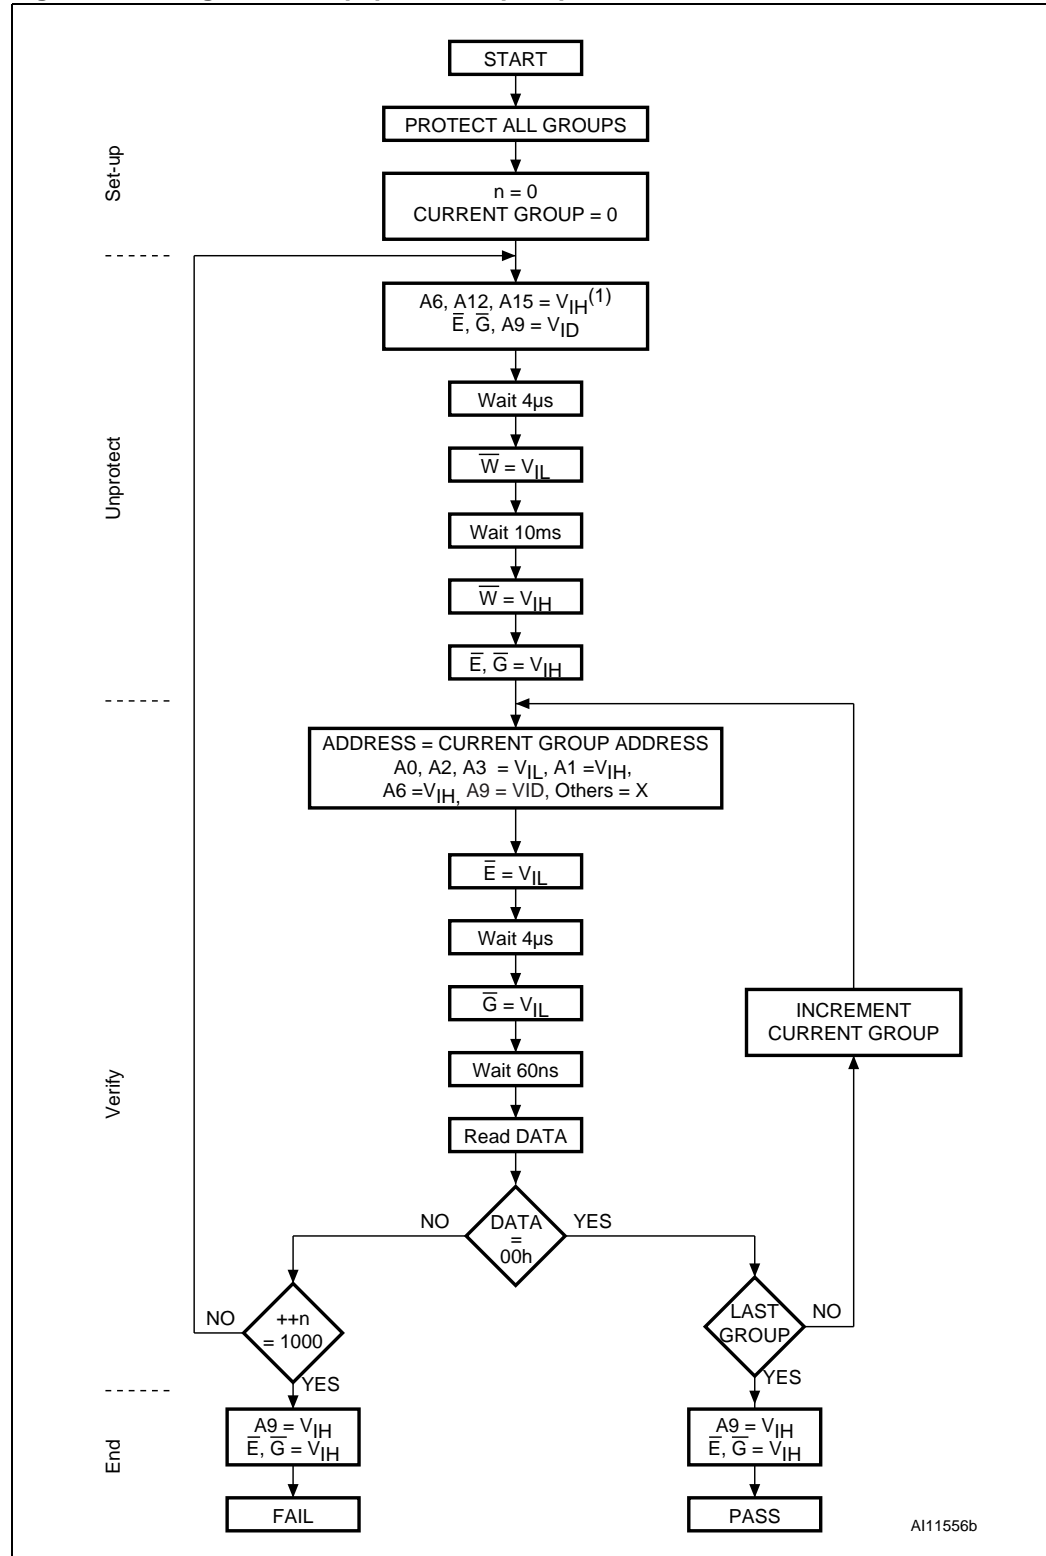 START
PROTECT ALL GROUPS
Set-up
n = 0
CURRENT GROUP = 0
A6, A12, A15 = VIH(1)
E̅, G̅, A9 = VID
Unprotect
Wait 4µs
W̅ = VIL
Wait 10ms
W̅ = VIH
E̅, G̅ = VIH
ADDRESS = CURRENT GROUP ADDRESS
A0, A2, A3 = VIL, A1 =VIH,
A6 =VIH, A9 = VID, Others = X
E̅ = VIL
Wait 4µs
G̅ = VIL
INCREMENT
CURRENT GROUP
Wait 60ns
Verify
Read DATA
NO
DATA
=
00h
YES
NO
++n
= 1000
YES
LAST
GROUP
NO
YES
End
A9 = VIH
E̅, G̅ = VIH
A9 = VIH
E̅, G̅ = VIH
FAIL
PASS
AI11556b